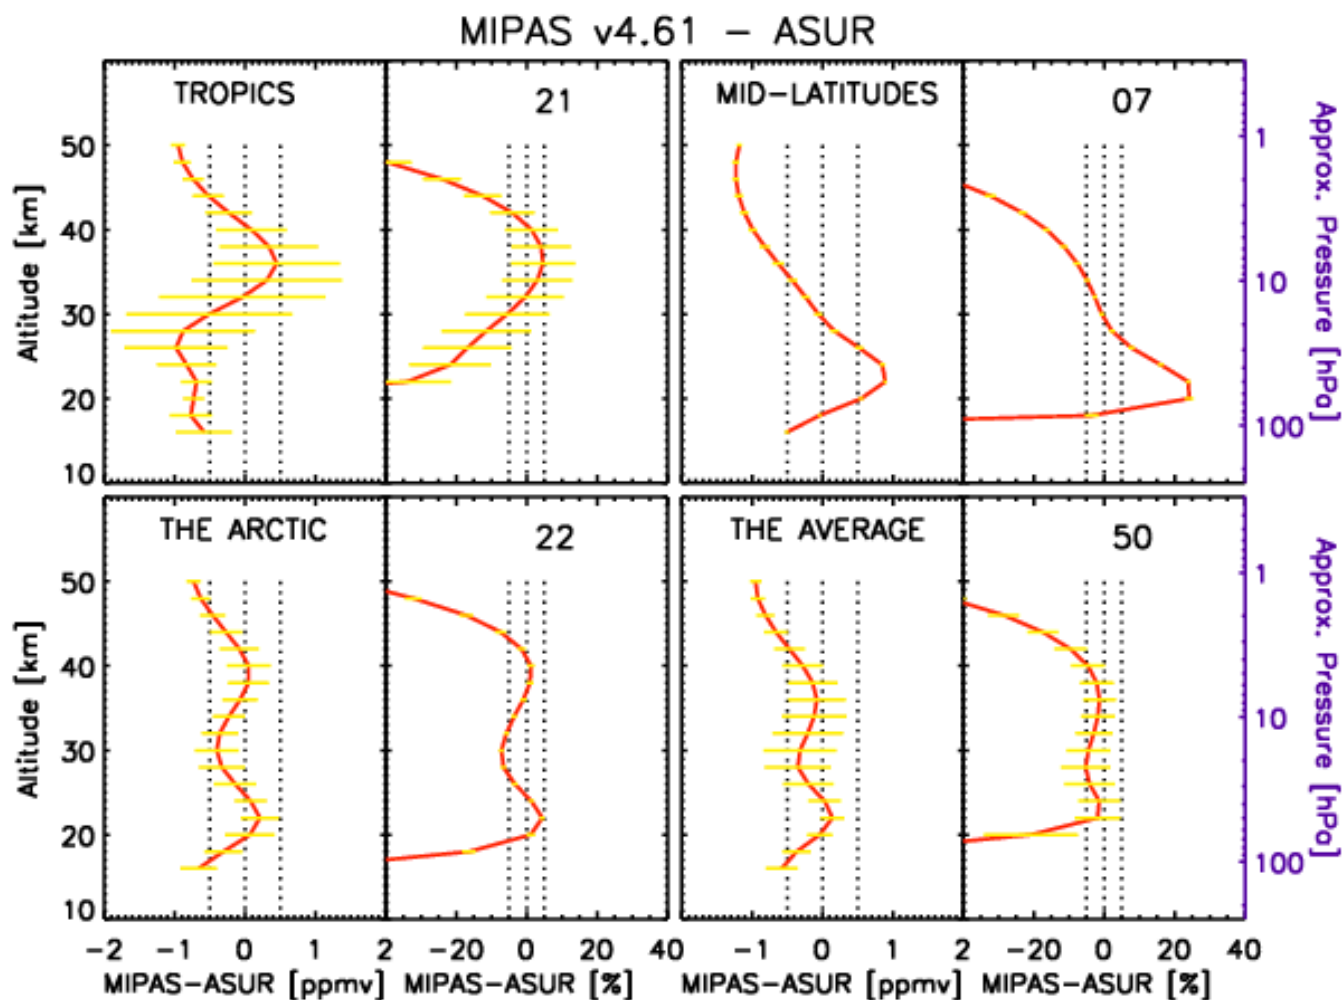 MIPAS v4.61 – ASUR
TROPICS 21 MID–LATITUDES 07
50 40 30 20 10
Altitude [km]
1 10 100
Approx. Pressure [hPa]
THE ARCTIC 22 THE AVERAGE 50
50 40 30 20 10
Altitude [km]
1 10 100
Approx. Pressure [hPa]
–2 –1 0 1 2 –20 0 20 40 –1 0 1 2 –20 0 20 40
MIPAS–ASUR [ppmv] MIPAS–ASUR [%] MIPAS–ASUR [ppmv] MIPAS–ASUR [%]